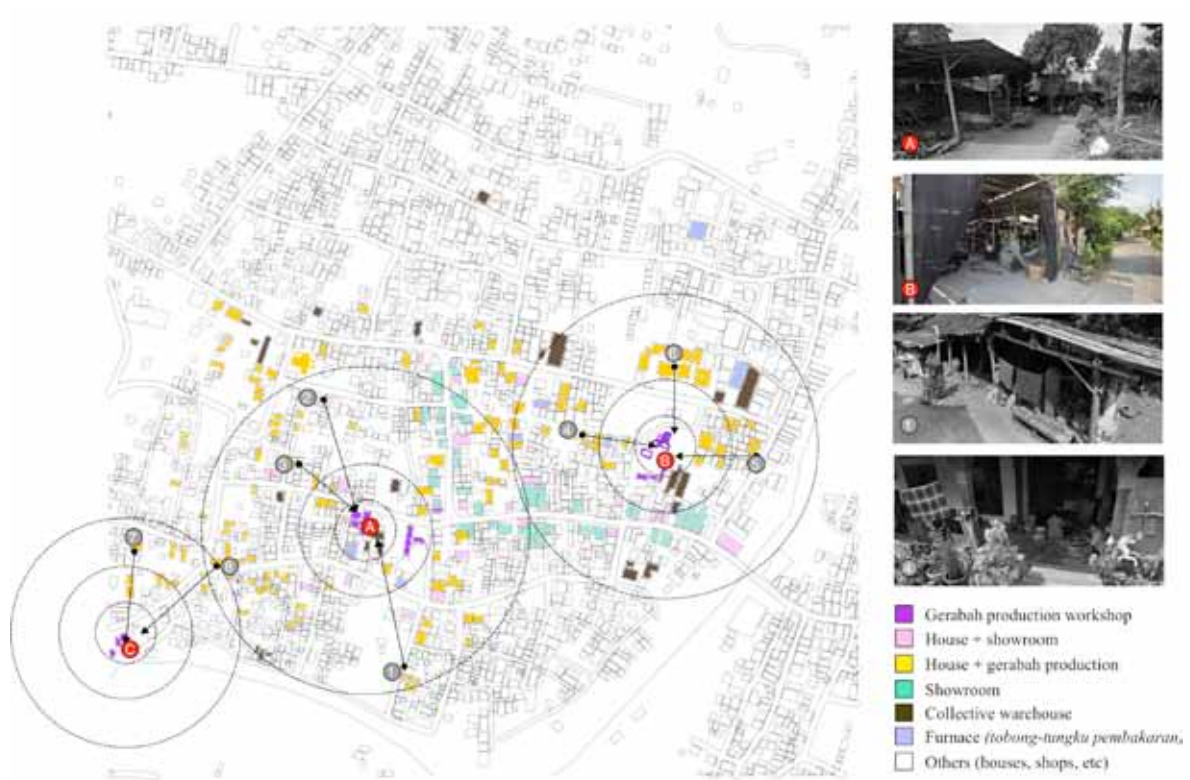 A
B
A
B
C
Gerabah production workshop
House + showroom
House + gerabah production
Showroom
Collective warehouse
Furnace (tobong-tungku pembakaran,
Others (houses, shops, etc)